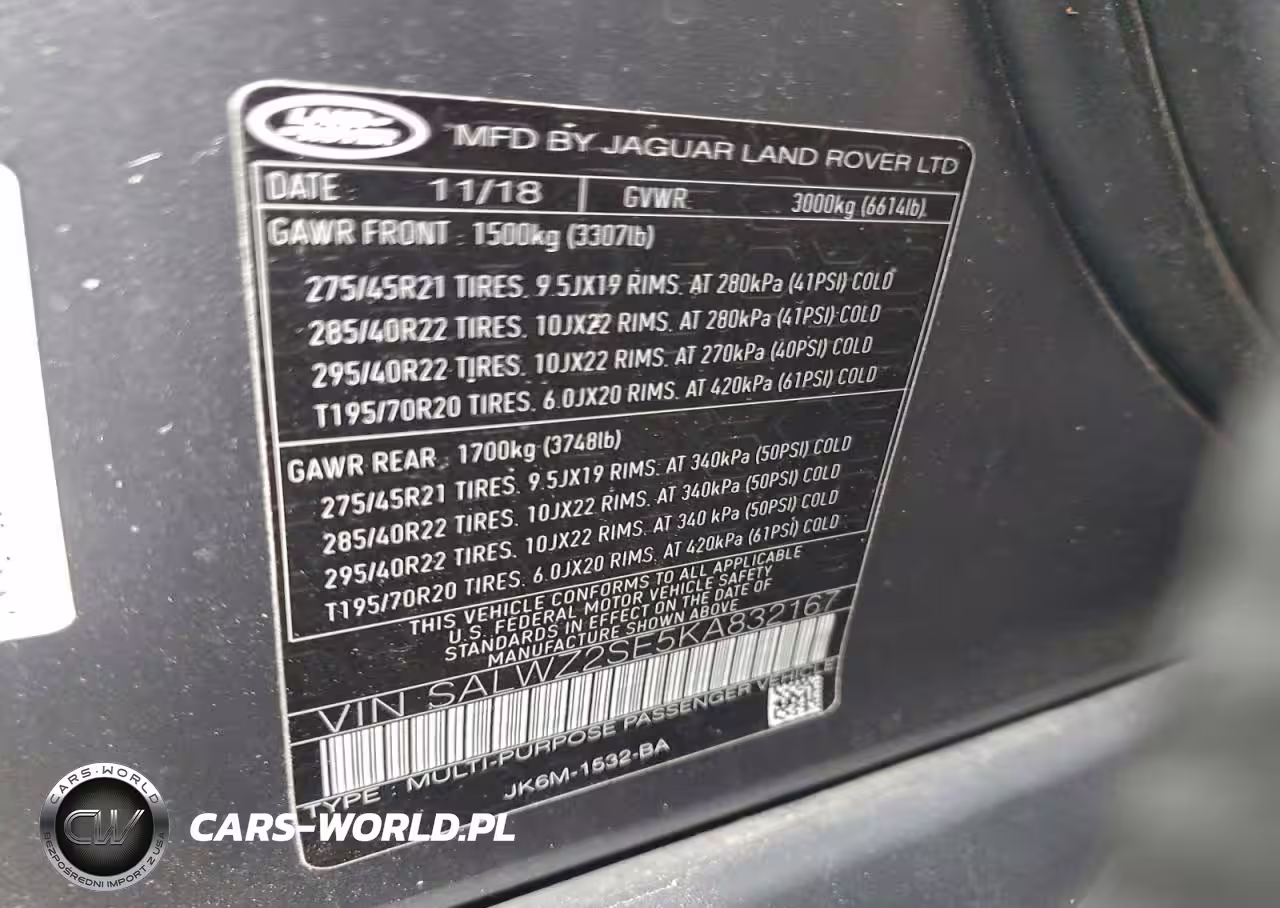 LAND ROVER
MFD BY JAGUAR LAND ROVER LTD
DATE : 11/18 GVWR: 3000kg (6614lb).
GAWR FRONT : 1500kg (3307lb)
275/45R21 TIRES. 9.5JX19 RIMS. AT 280kPa (41PSI) COLD
285/40R22 TIRES. 10JX22 RIMS. AT 280kPa (41PSI) COLD
295/40R22 TIRES. 10JX22 RIMS. AT 270kPa (40PSI) COLD
T195/70R20 TIRES. 6.0JX20 RIMS. AT 420kPa (61PSI) COLD
GAWR REAR. 1700kg (3748lb)
275/45R21 TIRES. 9.5JX19 RIMS. AT 340kPa (50PSI) COLD
285/40R22 TIRES. 10JX22 RIMS. AT 340kPa (50PSI) COLD
295/40R22 TIRES. 10JX22 RIMS. AT 340 kPa (50PSI) COLD
T195/70R20 TIRES. 6.0JX20 RIMS. AT 420kPa (61PSI) COLD
THIS VEHICLE CONFORMS TO ALL APPLICABLE
U.S. FEDERAL MOTOR VEHICLE SAFETY
STANDARDS IN EFFECT ON THE DATE OF
MANUFACTURE SHOWN ABOVE
VIN SALWZ2SE5KA832167
TYPE : MULTI-PURPOSE PASSENGER VEHICLE
JK6M-1532-BA
CARS-WORLD
CW
BEZPOŚREDNI IMPORT Z USA
CARS-WORLD.PL